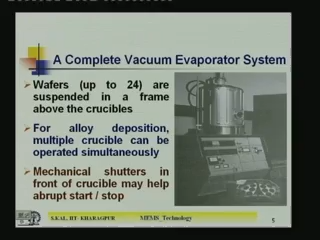 A Complete Vacuum Evaporator System
Wafers (up to 24) are
suspended in a frame
above the crucibles
For alloy deposition,
multiple crucible can be
operated simultaneously
Mechanical shutters in
front of crucible may help
abrupt start / stop
S.KAL, IIT KHARAGPUR MEMS_Technology 5